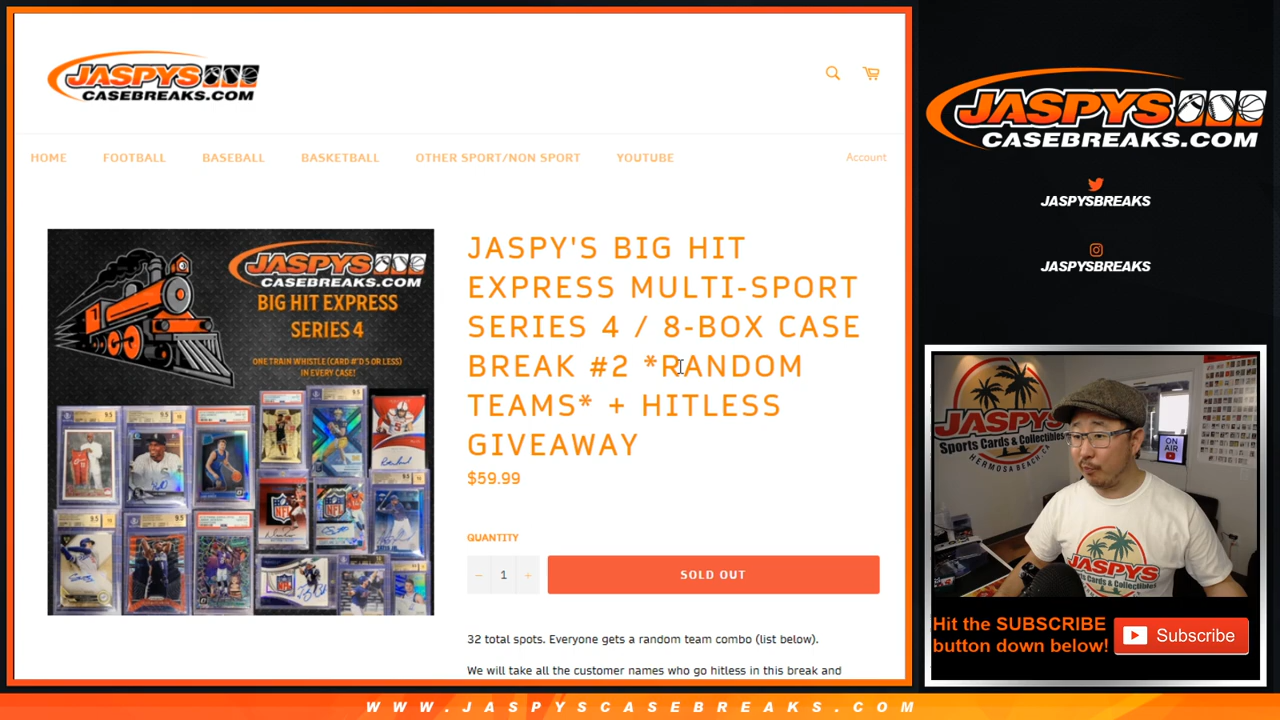 JASPYS
CASEBREAKS.COM
HOME FOOTBALL BASEBALL BASKETBALL OTHER SPORT/NON SPORT YOUTUBE Account
JASPYS
CASEBREAKS.COM
BIG HIT EXPRESS
SERIES 4
ONE TRAIN WHISTLE (CARD #'D 5 OR LESS)
IN EVERY CASE!
JASPY'S BIG HIT
EXPRESS MULTI-SPORT
SERIES 4 / 8-BOX CASE
BREAK #2 *RANDOM
TEAMS* + HITLESS
GIVEAWAY
$59.99
QUANTITY
− 1 +
SOLD OUT
32 total spots. Everyone gets a random team combo (list below).
We will take all the customer names who go hitless in this break and
JASPYS
CASEBREAKS.COM
JASPYSBREAKS
JASPYSBREAKS
JASPYS
Sports Cards & Collectibles
HERMOSA BEACH, CA
ON
AIR
JASPYS
Sports Cards & Collectibles
Hit the SUBSCRIBE
button down below!
Subscribe
WWW.JASPYSCASEBREAKS.COM